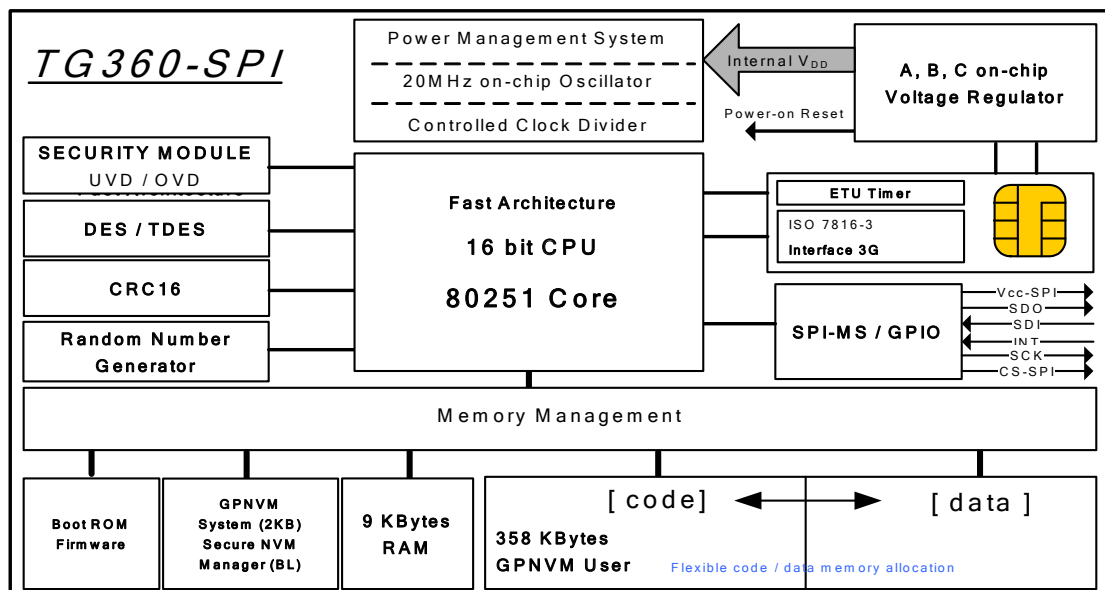 TG360-SPI
Power Management System
20MHz on-chip Oscillator
Controlled Clock Divider
Internal VDD
Power-on Reset
A, B, C on-chip
Voltage Regulator
SECURITY MODULE
UVD / OVD
DES / TDES
CRC16
Random Number
Generator
Fast Architecture
16 bit CPU
80251 Core
ETU Timer
ISO 7816-3
Interface 3G
SPI-MS / GPIO
Vcc-SPI
SDO
SDI
INT
SCK
CS-SPI
Memory Management
Boot ROM
Firmware
GPNVM
System (2KB)
Secure NVM
Manager (BL)
9 KBytes
RAM
[code]
[data]
358 KBytes
GPNVM User
Flexible code / data memory allocation